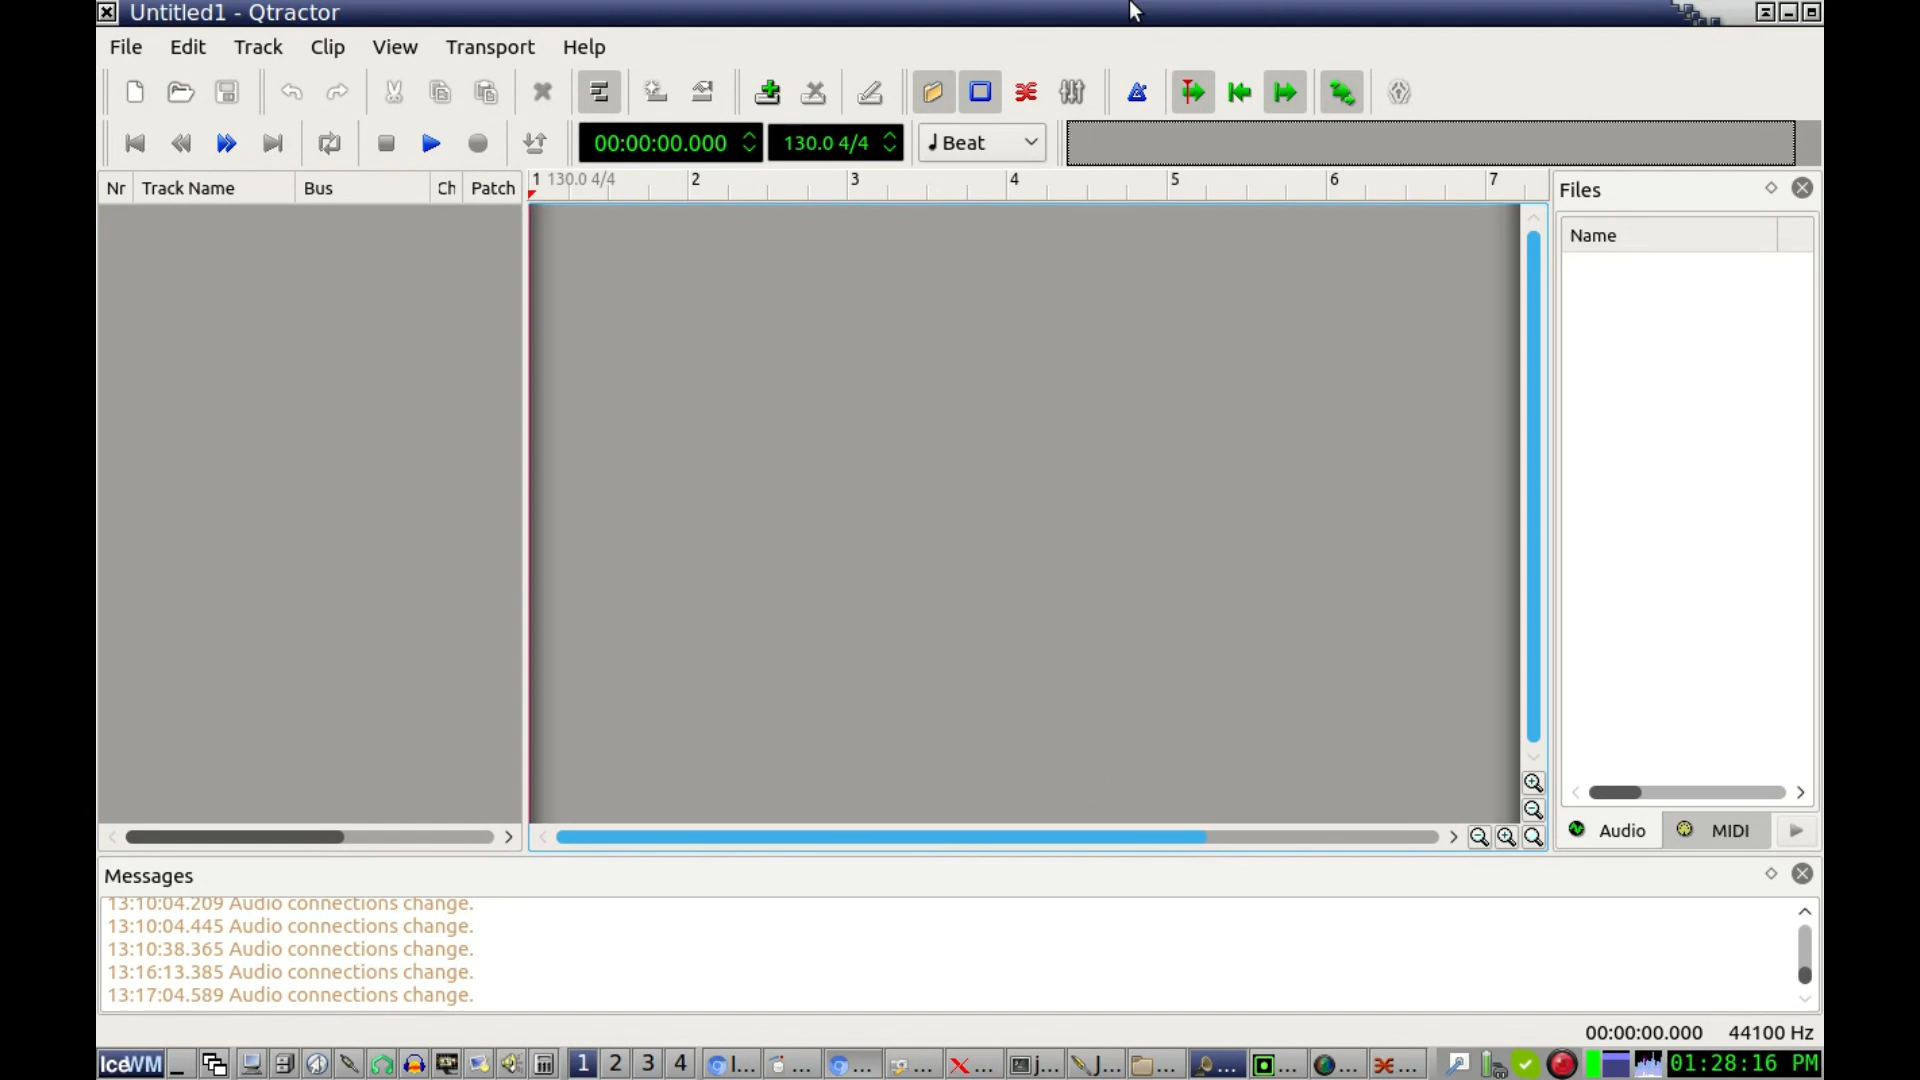 Untitled1 - Qtractor
File Edit Track Clip View Transport Help
00:00:00.000 130.0 4/4 Beat
Nr Track Name Bus Ch Patch
1 130.0 4/4 2 3 4 5 6 7
Files
Name
Audio MIDI
Messages
13:10:04.209 Audio connections change.
13:10:04.445 Audio connections change.
13:10:38.365 Audio connections change.
13:16:13.385 Audio connections change.
13:17:04.589 Audio connections change.
00:00:00.000 44100 Hz
IceWM 1 2 3 4 I... ... ... ... ... j... J... ... ... ... ... ... 01:28:16 PM